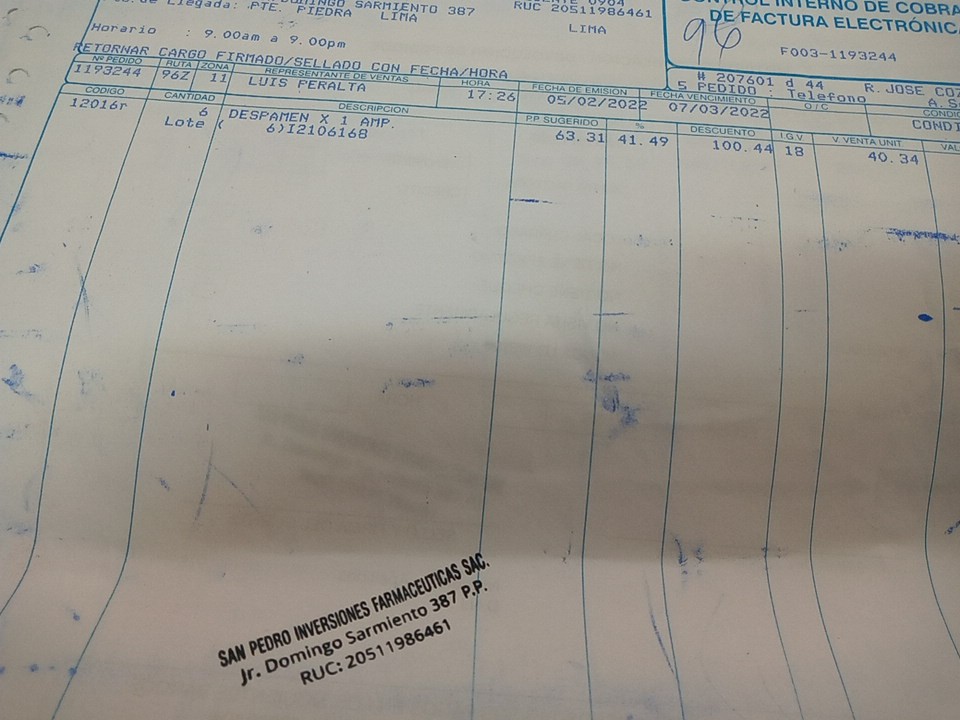 DOMINGO SARMIENTO 387
de Llegada: PTE. PIEDRA LIMA
RUC 20511986461
LIMA
Horario : 9.00am a 9.00pm
RETORNAR CARGO FIRMADO/SELLADO CON FECHA/HORA
CONTROL INTERNO DE COBRA
DE FACTURA ELECTRÓNICA
96
F003-1193244
# 207601 d 44 R. JOSE COZ
5 PEDIDO : Telefono A. S
Nº PEDIDO RUTA ZONA REPRESENTANTE DE VENTAS HORA FECHA DE EMISION FECHA VENCIMIENTO O/C CONDI
1193244 96Z 11 LUIS PERALTA 17:26 05/02/2022 07/03/2022 CONDI
CODIGO CANTIDAD DESCRIPCION P.P SUGERIDO % DESCUENTO I.G.V V. VENTA UNIT. VAL
12016r 6 DESPAMEN X 1 AMP. 63.31 41.49 100.44 18 40.34
Lote ( 6)I2106168
SAN PEDRO INVERSIONES FARMACEUTICAS SAC.
Jr. Domingo Sarmiento 387 P.P.
RUC: 20511986461